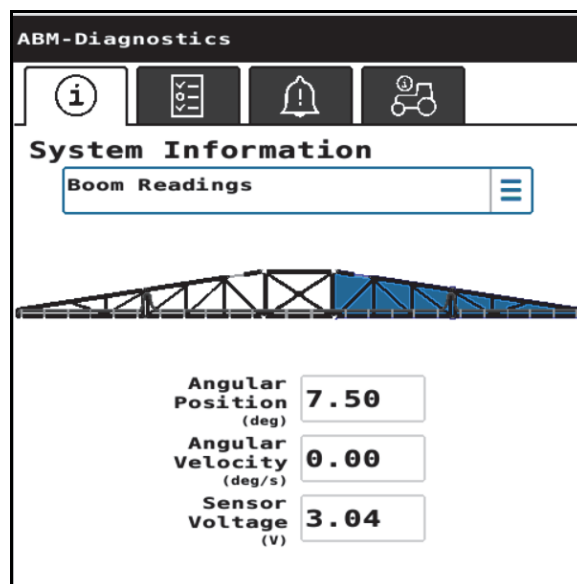 ABM-Diagnostics
System Information
Boom Readings
Angular
Position
(deg)
7.50
Angular
Velocity
(deg/s)
0.00
Sensor
Voltage
(V)
3.04